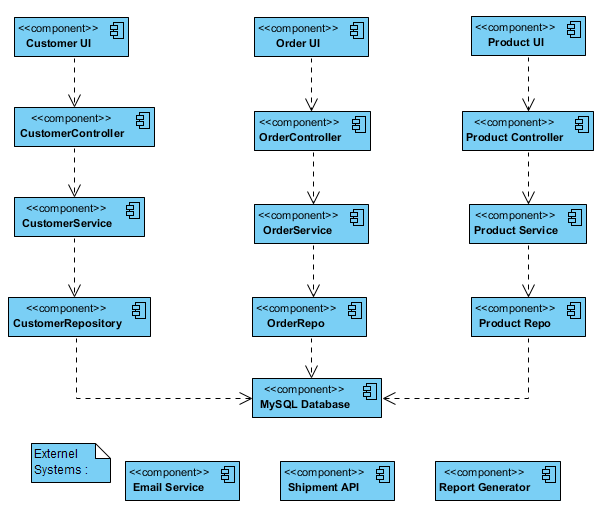 <<component>>
Customer UI
<<component>>
Order UI
<<component>>
Product UI
<<component>>
CustomerController
<<component>>
OrderController
<<component>>
Product Controller
<<component>>
CustomerService
<<component>>
OrderService
<<component>>
Product Service
<<component>>
CustomerRepository
<<component>>
OrderRepo
<<component>>
Product Repo
<<component>>
MySQL Database
Externel
Systems :
<<component>>
Email Service
<<component>>
Shipment API
<<component>>
Report Generator